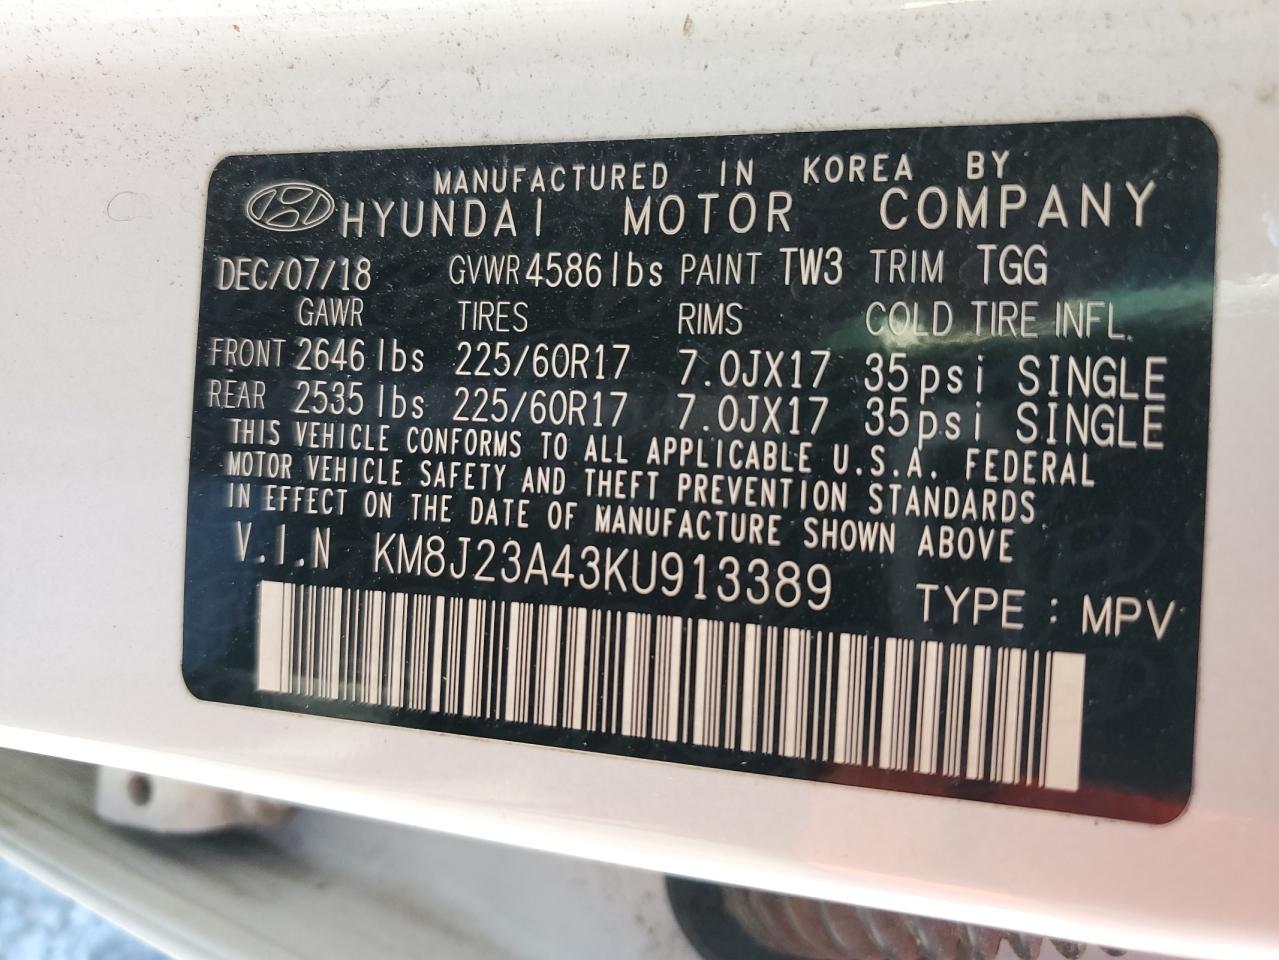 MANUFACTURED IN KOREA BY
HYUNDAI MOTOR COMPANY
DEC/07/18 GVWR 4586 lbs PAINT TW3 TRIM TGG
GAWR TIRES RIMS COLD TIRE INFL.
FRONT 2646 lbs 225/60R17 7.0JX17 35psi SINGLE
REAR 2535 lbs 225/60R17 7.0JX17 35psi SINGLE
THIS VEHICLE CONFORMS TO ALL APPLICABLE U.S.A. FEDERAL
MOTOR VEHICLE SAFETY AND THEFT PREVENTION STANDARDS
IN EFFECT ON THE DATE OF MANUFACTURE SHOWN ABOVE
V.I.N KM8J23A43KU913389 TYPE : MPV